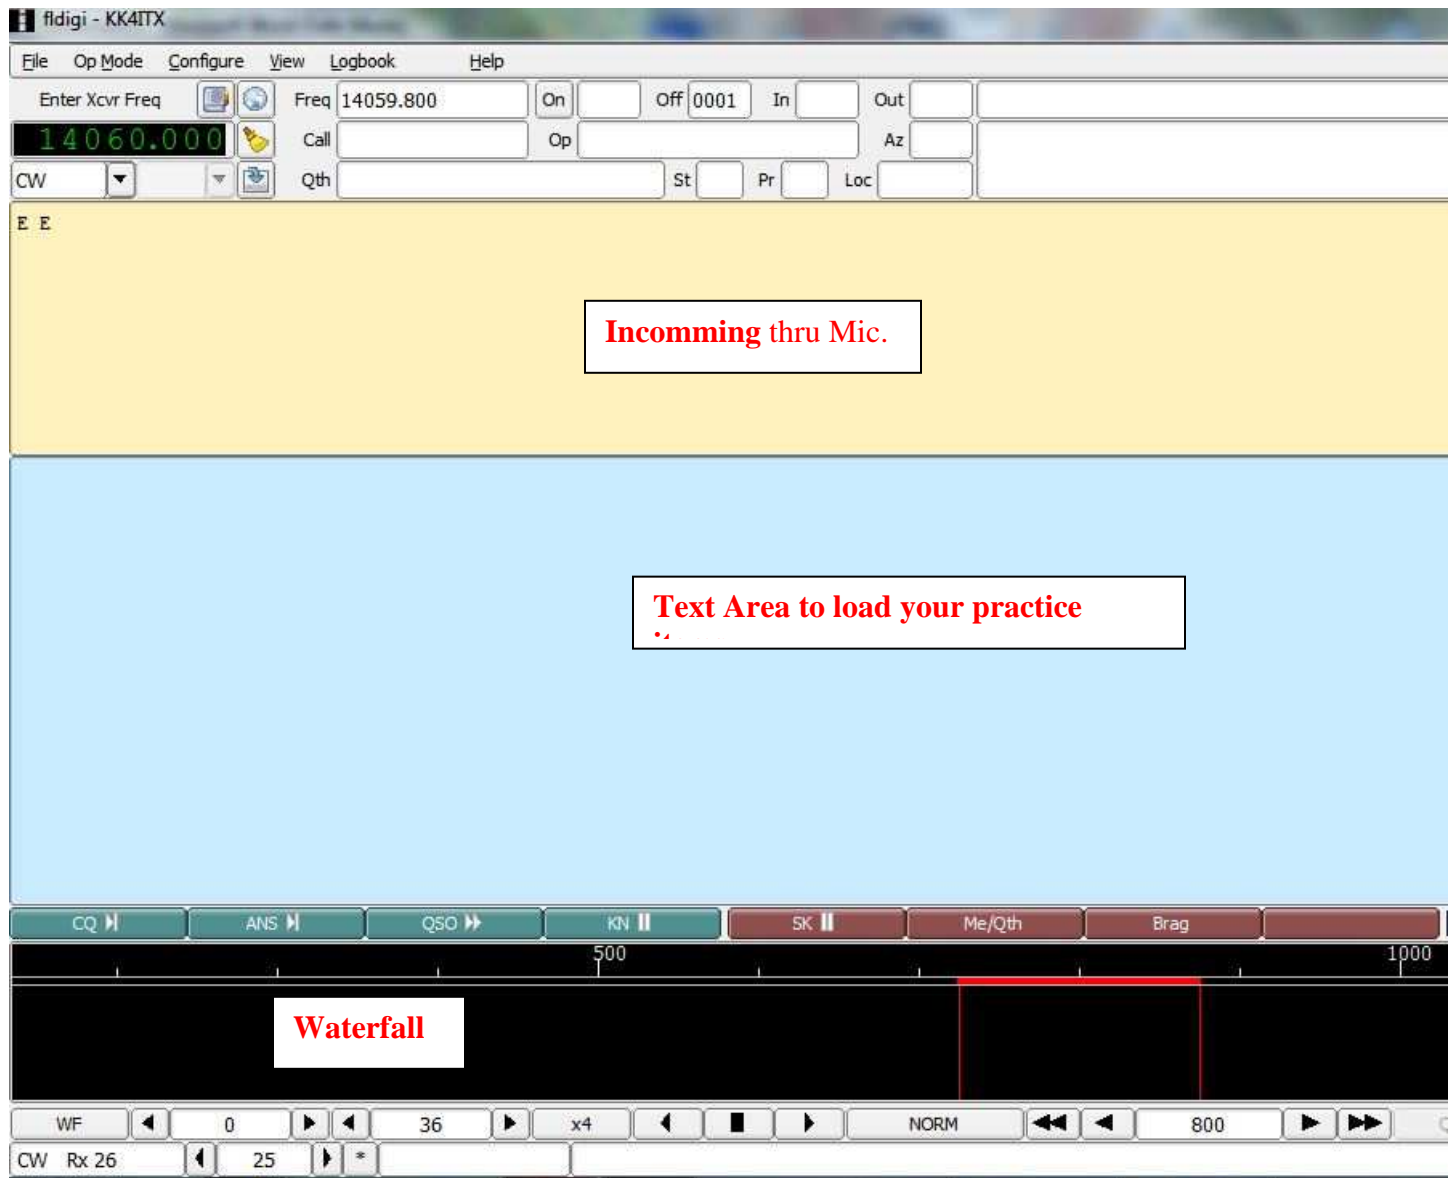 fldigi - KK4ITX
File Op Mode Configure View Logbook Help
Enter Xcvr Freq Freq 14059.800 On Off 0001 In Out
14060.000 Call Op Az
CW Qth St Pr Loc
E E
Incomming thru Mic.
Text Area to load your practice
CQ ANS QSO KN SK Me/Qth Brag
500 1000
Waterfall
WF 0 36 x4 NORM 800
CW Rx 26 25 *